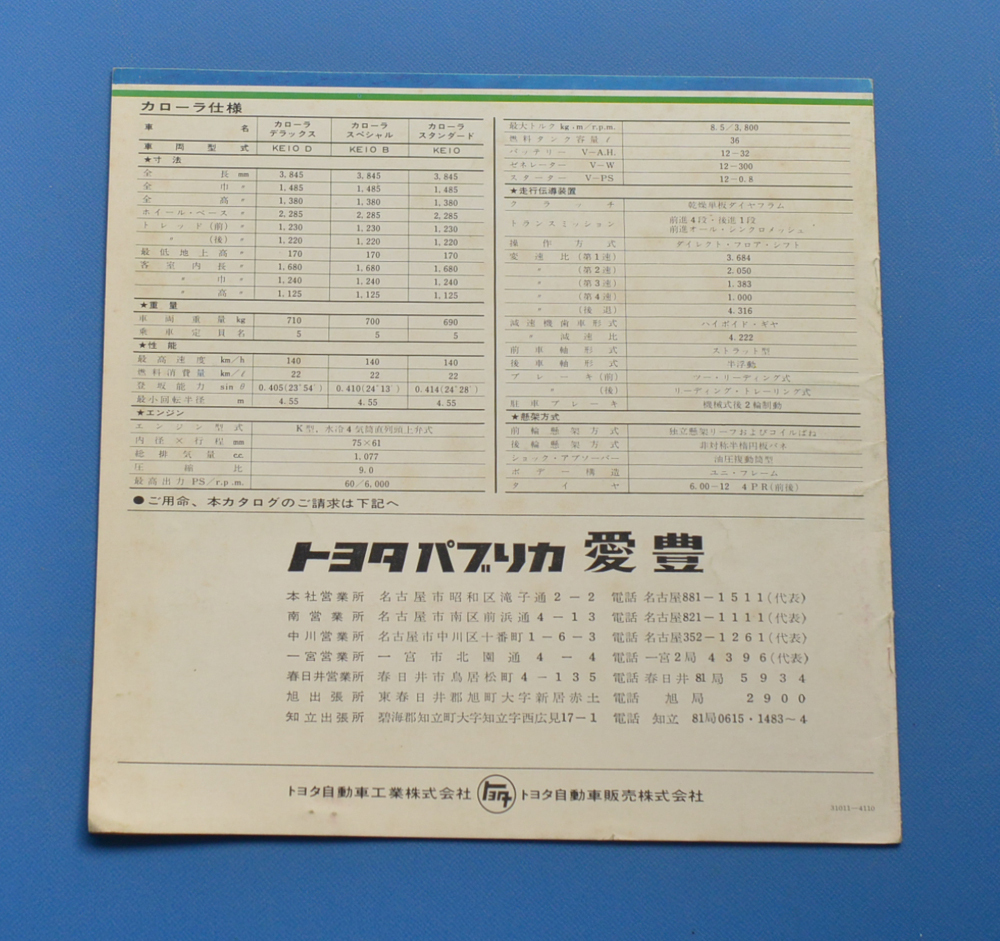 カローラ仕様
車名 カローラ デラックス カローラ スペシャル カローラ スタンダード
車両型式 KE10 D KE10 B KE10
★寸法
全長 mm 3,845 3,845 3,845
全巾 〃 1,485 1,485 1,485
全高 〃 1,380 1,380 1,380
ホイール・ベース 〃 2,285 2,285 2,285
トレッド(前) 〃 1,230 1,230 1,230
〃 (後) 〃 1,220 1,220 1,220
最低地上高 〃 170 170 170
客室内長 〃 1,680 1,680 1,680
〃 巾 〃 1,240 1,240 1,240
〃 高 〃 1,125 1,125 1,125
★重量
車両重量 kg 710 700 690
乗車定員 名 5 5 5
★性能
最高速度 km/h 140 140 140
燃料消費量 km/ℓ 22 22 22
登坂能力 sin θ 0.405(23°54′) 0.410(24°13′) 0.414(24°28′)
最小回転半径 m 4.55 4.55 4.55
★エンジン
エンジン型式 K型、水冷4気筒直列頭上弁式
内径×行程 mm 75×61
総排気量 cc. 1,077
圧縮比 9.0
最高出力 PS/r.p.m. 60/6,000
最大トルク kg:m/r.p.m. 8.5/3,800
燃料タンク容量 ℓ 36
バッテリー V-A.H. 12-32
ゼネレーター V-W 12-300
スターター V-PS 12-0.8
★走行伝導装置
クラッチ 乾燥単板ダイヤフラム
トランスミッション 前進4段・後進1段
前進オール・シンクロメッシュ
操作方式 ダイレクト・フロア・シフト
変速比(第1速) 3.684
〃 (第2速) 2.050
〃 (第3速) 1.383
〃 (第4速) 1.000
〃 (後退) 4.316
減速機歯車形式 ハイポイド・ギヤ
〃 減速比 4.222
前車軸形式 ストラット型
後車軸形式 半浮動
ブレーキ(前) ツー・リーディング式
〃 (後) リーディング・トレーリング式
駐車ブレーキ 機械式後2輪制動
★懸架方式
前輪懸架方式 独立懸架リーフおよびコイルばね
後輪懸架方式 非対称半楕円板バネ
ショック・アブソーバー 油圧複動筒型
ボデー構造 ユニ・フレーム
タイヤ 6.00-12 4PR(前後)
●ご用命、本カタログのご請求は下記へ
トヨタ パブリカ 愛豊
本社営業所 名古屋市昭和区滝子通2-2 電話 名古屋881-1511(代表)
南営業所 名古屋市南区前浜通4-13 電話 名古屋821-1111(代表)
中川営業所 名古屋市中川区十番町1-6-3 電話 名古屋352-1261(代表)
一宮営業所 一宮市北園通4-4 電話 一宮2局 4396(代表)
春日井営業所 春日井市鳥居松町4-135 電話 春日井 81局 5934
旭出張所 東春日井郡旭町大字新居赤土 電話 旭局 2900
知立出張所 碧海郡知立町大字知立字西広見17-1 電話 知立 81局0615・1483~4
トヨタ自動車工業株式会社 トヨタ トヨタ自動車販売株式会社
31011-4110